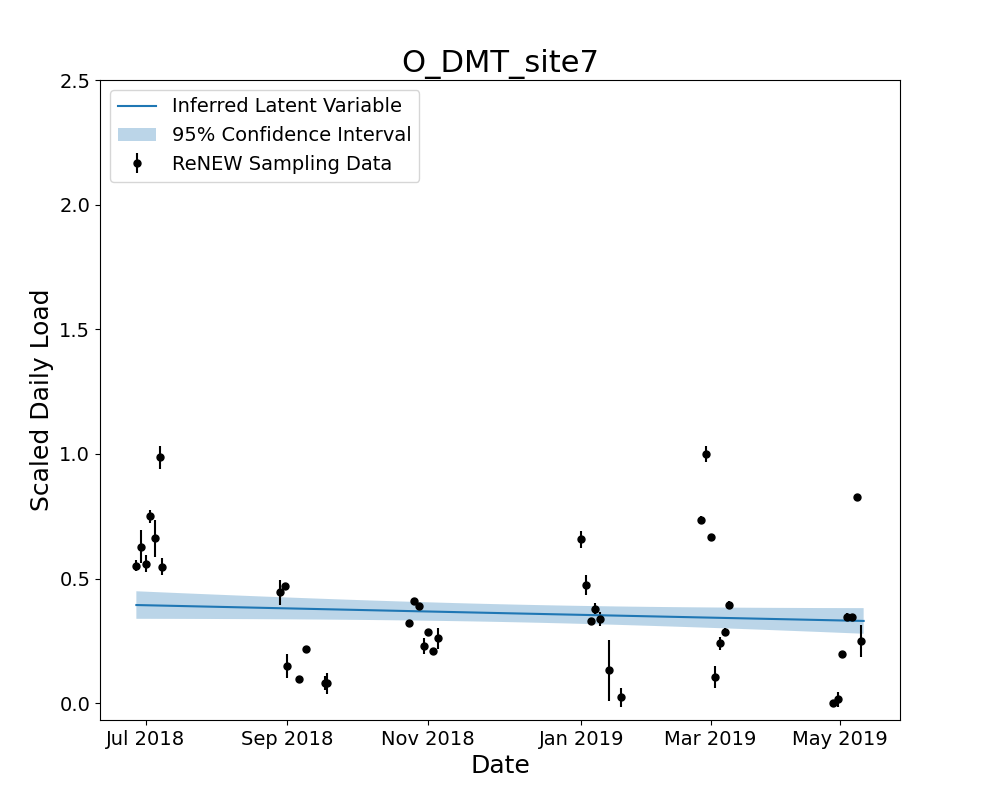 O_DMT_site7
Inferred Latent Variable
95% Confidence Interval
ReNEW Sampling Data
Scaled Daily Load
2.5
2.0
1.5
1.0
0.5
0.0
Jul 2018 Sep 2018 Nov 2018 Jan 2019 Mar 2019 May 2019
Date